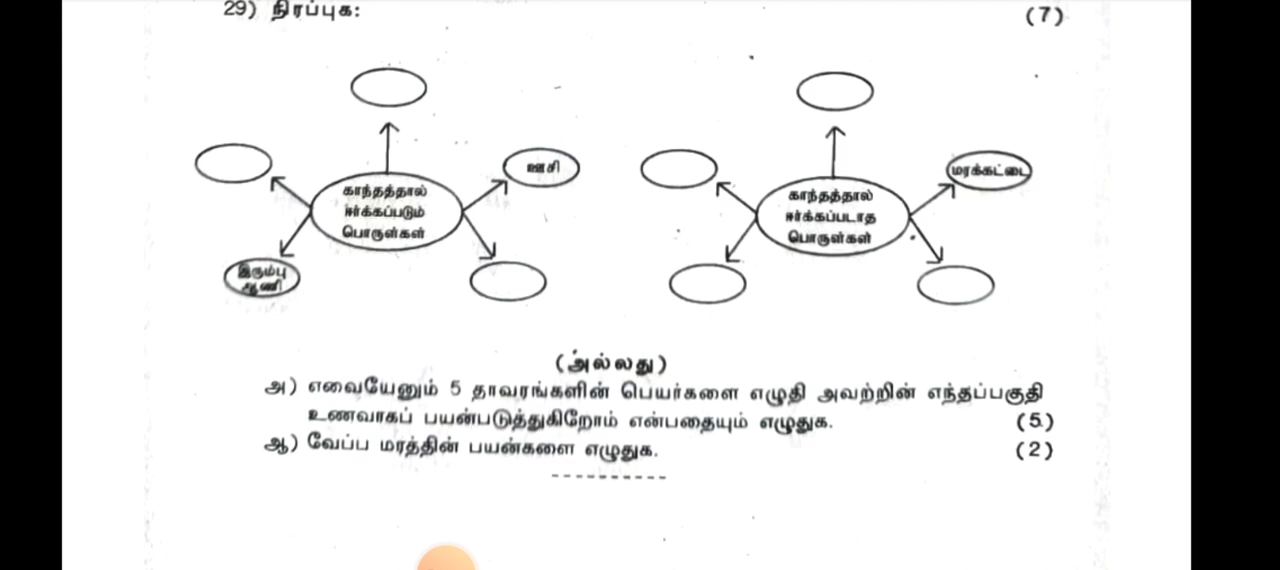 29) நிரப்புக: (7)
ஊசி
காந்தத்தால்
ஈர்க்கப்படும்
பொருள்கள்
இரும்பு
ஆணி
மரக்கட்டை
காந்தத்தால்
ஈர்க்கப்படாத
பொருள்கள்
(அல்லது)
அ) எவையேனும் 5 தாவரங்களின் பெயர்களை எழுதி அவற்றின் எந்தப்பகுதி
உணவாகப் பயன்படுத்துகிறோம் என்பதையும் எழுதுக. (5)
ஆ) வேப்ப மரத்தின் பயன்களை எழுதுக. (2)